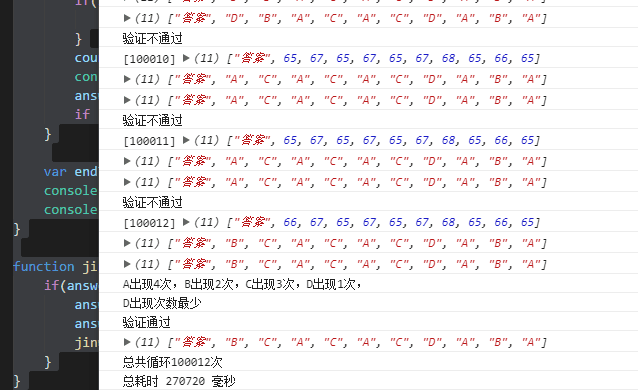 if(
(11) ["答案", "D", "B", "A", "C", "A", "C", "D", "A", "B", "A"]
}
验证不通过
cou
[100010] (11) ["答案", 65, 67, 65, 67, 65, 67, 68, 65, 66, 65]
con
(11) ["答案", "A", "C", "A", "C", "A", "C", "D", "A", "B", "A"]
ansu
(11) ["答案", "A", "C", "A", "C", "A", "C", "D", "A", "B", "A"]
if
验证不通过
}
[100011] (11) ["答案", 65, 67, 65, 67, 65, 67, 68, 65, 66, 65]
(11) ["答案", "A", "C", "A", "C", "A", "C", "D", "A", "B", "A"]
var end
(11) ["答案", "A", "C", "A", "C", "A", "C", "D", "A", "B", "A"]
console
验证不通过
console
[100012] (11) ["答案", 66, 67, 65, 67, 65, 67, 68, 65, 66, 65]
}
(11) ["答案", "B", "C", "A", "C", "A", "C", "D", "A", "B", "A"]
(11) ["答案", "B", "C", "A", "C", "A", "C", "D", "A", "B", "A"]
function ji
A出现4次，B出现2次，C出现3次，D出现1次，
if(answe
D出现次数最少
ansu
验证通过
ansu
(11) ["答案", "B", "C", "A", "C", "A", "C", "D", "A", "B", "A"]
jinw
总共循环100012次
}
总耗时 270720 毫秒
}